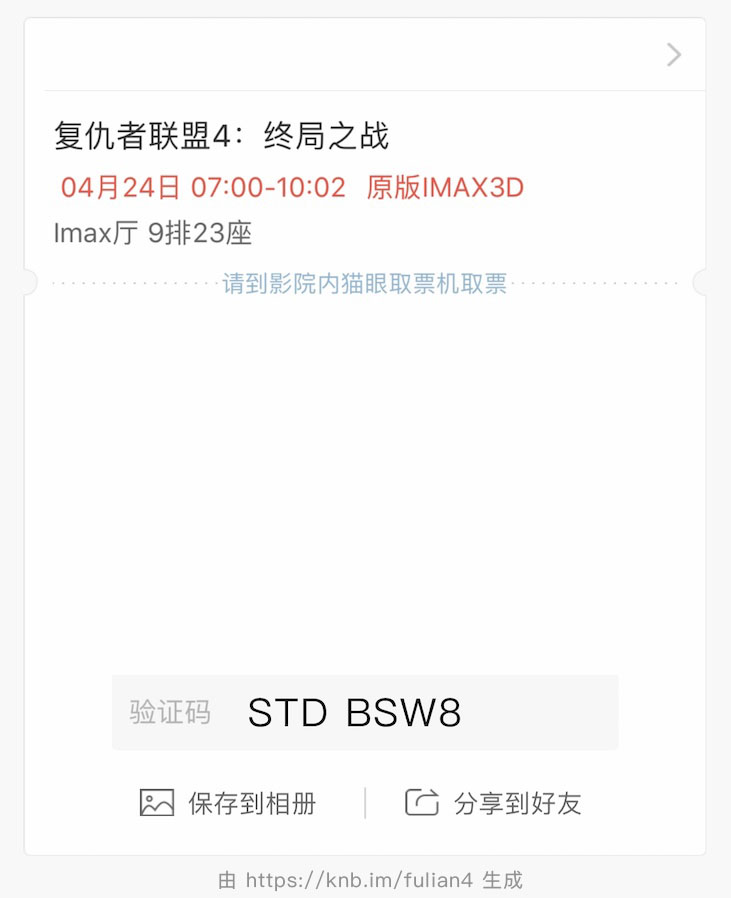 复仇者联盟4：终局之战
04月24日 07:00-10:02 原版IMAX3D
Imax厅 9排23座
请到影院内猫眼取票机取票
验证码 STD BSW8
保存到相册 分享到好友
由 https://knb.im/fulian4 生成